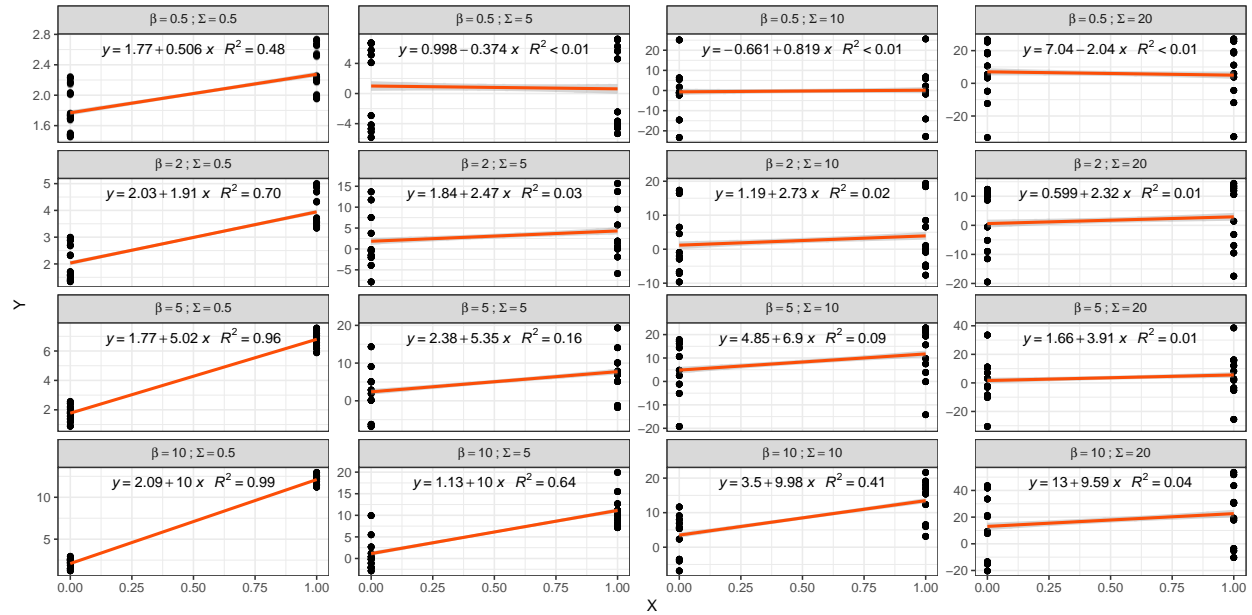 β = 0.5 ; Σ = 0.5
β = 0.5 ; Σ = 5
β = 0.5 ; Σ = 10
β = 0.5 ; Σ = 20
y = 1.77 + 0.506 x R² = 0.48
y = 0.998 − 0.374 x R² < 0.01
y = −0.661 + 0.819 x R² < 0.01
y = 7.04 − 2.04 x R² < 0.01
2.8
2.4
2.0
1.6
4
0
−4
20
10
0
−10
−20
20
0
−20
β = 2 ; Σ = 0.5
β = 2 ; Σ = 5
β = 2 ; Σ = 10
β = 2 ; Σ = 20
y = 2.03 + 1.91 x R² = 0.70
y = 1.84 + 2.47 x R² = 0.03
y = 1.19 + 2.73 x R² = 0.02
y = 0.599 + 2.32 x R² = 0.01
5
4
3
2
15
10
5
0
−5
20
10
0
−10
10
0
−10
−20
Y
β = 5 ; Σ = 0.5
β = 5 ; Σ = 5
β = 5 ; Σ = 10
β = 5 ; Σ = 20
y = 1.77 + 5.02 x R² = 0.96
y = 2.38 + 5.35 x R² = 0.16
y = 4.85 + 6.9 x R² = 0.09
y = 1.66 + 3.91 x R² = 0.01
6
4
2
20
10
0
20
10
0
−10
−20
40
20
0
−20
β = 10 ; Σ = 0.5
β = 10 ; Σ = 5
β = 10 ; Σ = 10
β = 10 ; Σ = 20
y = 2.09 + 10 x R² = 0.99
y = 1.13 + 10 x R² = 0.64
y = 3.5 + 9.98 x R² = 0.41
y = 13 + 9.59 x R² = 0.04
10
5
20
15
10
5
0
20
10
0
40
20
0
−20
0.00 0.25 0.50 0.75 1.00
0.00 0.25 0.50 0.75 1.00
0.00 0.25 0.50 0.75 1.00
0.00 0.25 0.50 0.75 1.00
X